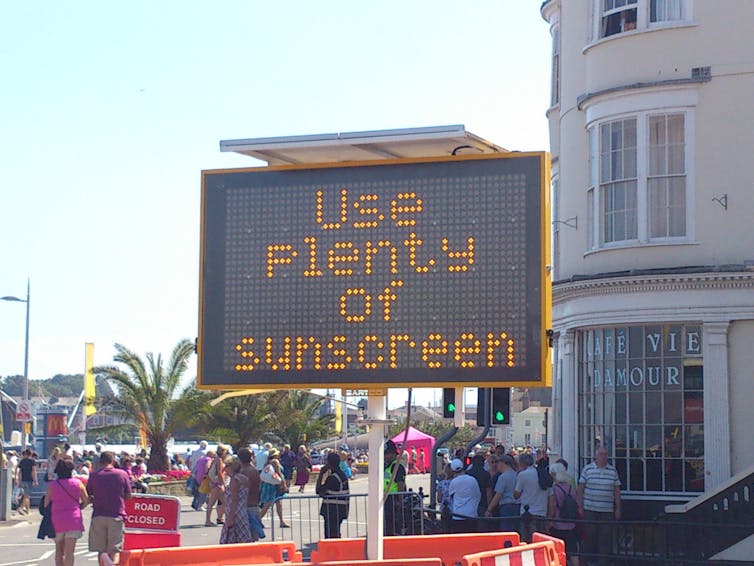 Use
plenty
of
sunscreen
CAFÉ VIE
DAMOUR
ROAD
CLOSED